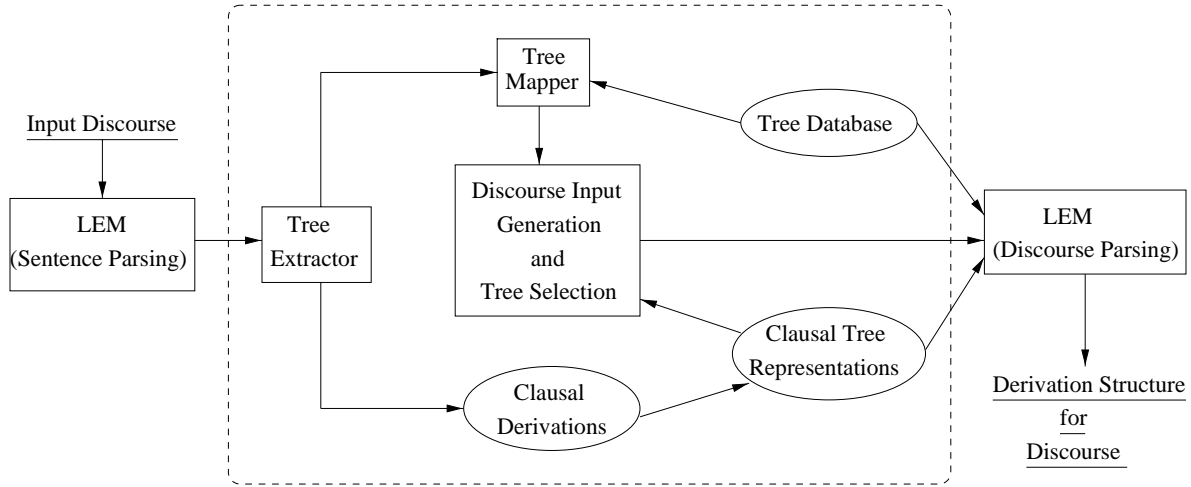 Input Discourse
LEM
(Sentence Parsing)
Tree
Extractor
Tree
Mapper
Tree Database
Discourse Input
Generation
and
Tree Selection
Clausal
Derivations
Clausal Tree
Representations
LEM
(Discourse Parsing)
Derivation Structure
for
Discourse